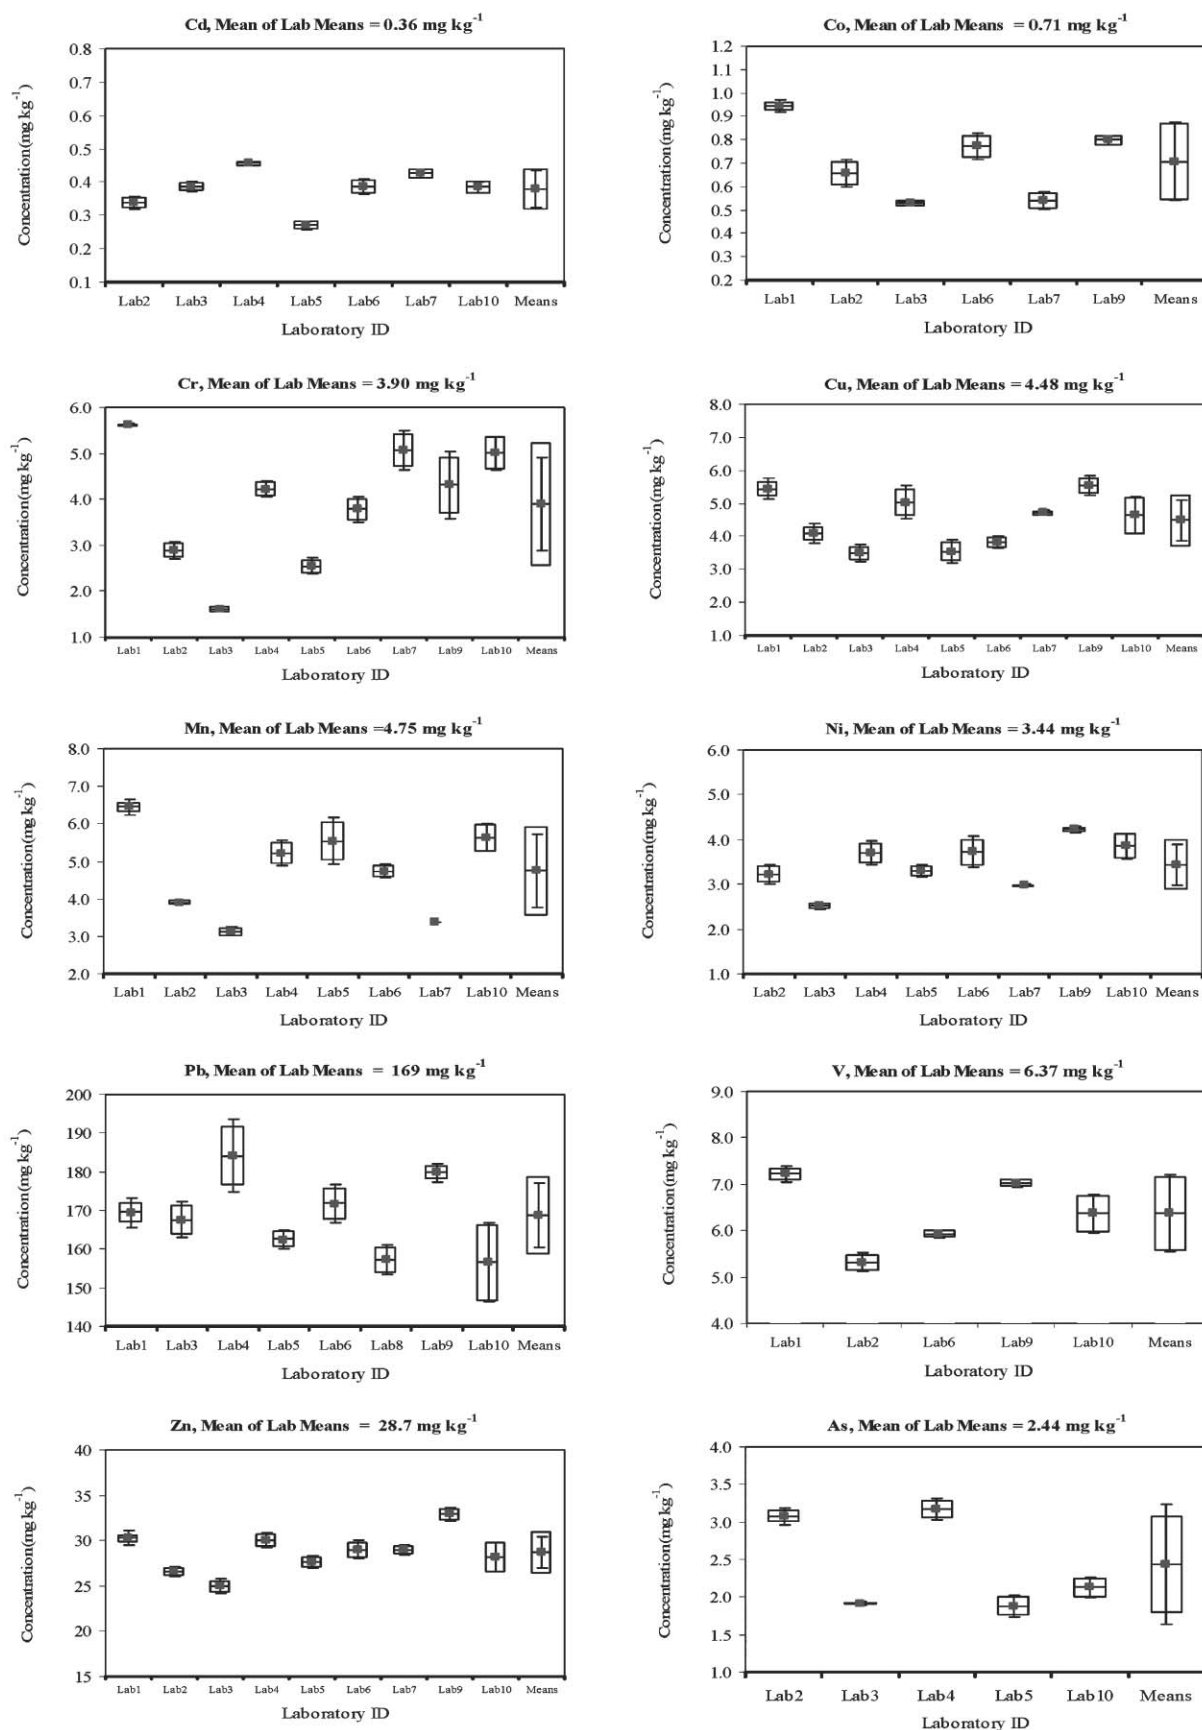 Cd, Mean of Lab Means = 0.36 mg kg⁻¹
Concentration(mg kg⁻¹)
0.8
0.7
0.6
0.5
0.4
0.3
0.2
0.1
Lab2 Lab3 Lab4 Lab5 Lab6 Lab7 Lab10 Means
Laboratory ID
Co, Mean of Lab Means = 0.71 mg kg⁻¹
Concentration(mg kg⁻¹)
1.2
1.1
1.0
0.9
0.8
0.7
0.6
0.5
0.4
0.3
0.2
Lab1 Lab2 Lab3 Lab6 Lab7 Lab9 Means
Laboratory ID
Cr, Mean of Lab Means = 3.90 mg kg⁻¹
Concentration(mg kg⁻¹)
6.0
5.0
4.0
3.0
2.0
1.0
Lab1 Lab2 Lab3 Lab4 Lab5 Lab6 Lab7 Lab9 Lab10 Means
Laboratory ID
Cu, Mean of Lab Means = 4.48 mg kg⁻¹
Concentration(mg kg⁻¹)
8.0
7.0
6.0
5.0
4.0
3.0
2.0
1.0
Lab1 Lab2 Lab3 Lab4 Lab5 Lab6 Lab7 Lab9 Lab10 Means
Laboratory ID
Mn, Mean of Lab Means =4.75 mg kg⁻¹
Concentration(mg kg⁻¹)
8.0
7.0
6.0
5.0
4.0
3.0
2.0
Lab1 Lab2 Lab3 Lab4 Lab5 Lab6 Lab7 Lab10 Means
Laboratory ID
Ni, Mean of Lab Means = 3.44 mg kg⁻¹
Concentration(mg kg⁻¹)
6.0
5.0
4.0
3.0
2.0
1.0
Lab2 Lab3 Lab4 Lab5 Lab6 Lab7 Lab9 Lab10 Means
Laboratory ID
Pb, Mean of Lab Means = 169 mg kg⁻¹
Concentration(mg kg⁻¹)
200
190
180
170
160
150
140
Lab1 Lab3 Lab4 Lab5 Lab6 Lab8 Lab9 Lab10 Means
Laboratory ID
V, Mean of Lab Means = 6.37 mg kg⁻¹
Concentration(mg kg⁻¹)
9.0
8.0
7.0
6.0
5.0
4.0
Lab1 Lab2 Lab6 Lab9 Lab10 Means
Laboratory ID
Zn, Mean of Lab Means = 28.7 mg kg⁻¹
Concentration(mg kg⁻¹)
40
35
30
25
20
15
Lab1 Lab2 Lab3 Lab4 Lab5 Lab6 Lab7 Lab9 Lab10 Means
Laboratory ID
As, Mean of Lab Means = 2.44 mg kg⁻¹
Concentration(mg kg⁻¹)
4.0
3.5
3.0
2.5
2.0
1.5
1.0
Lab2 Lab3 Lab4 Lab5 Lab10 Means
Laboratory ID